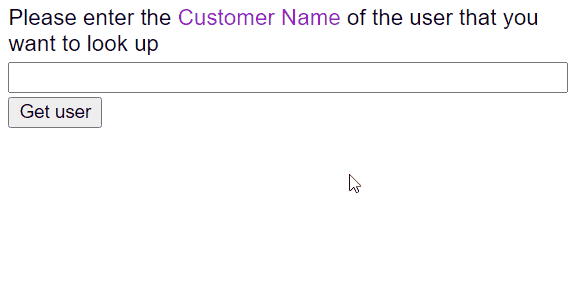 Please enter the Customer Name of the user that you
want to look up
Get user